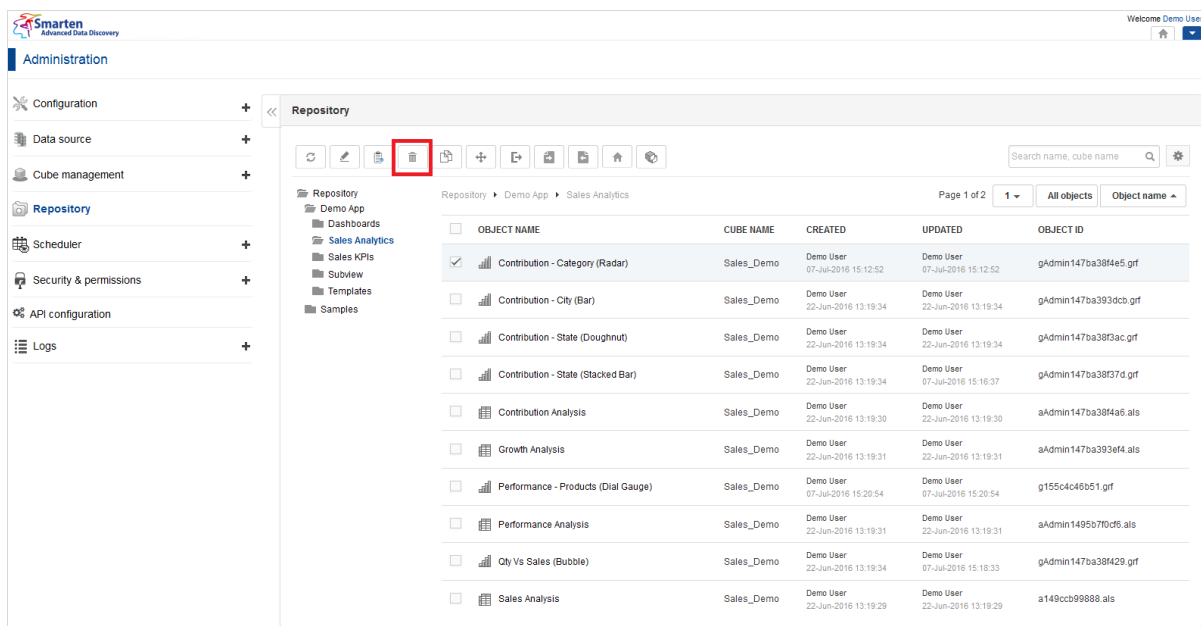 Smarten
Advanced Data Discovery
Welcome Demo User
Administration
Configuration
Data source
Cube management
Repository
Scheduler
Security & permissions
API configuration
Logs
Repository
Search name, cube name
Repository
Demo App
Dashboards
Sales Analytics
Sales KPIs
Subview
Templates
Samples
Repository Demo App Sales Analytics
Page 1 of 2 1 All objects Object name
OBJECT NAME CUBE NAME CREATED UPDATED OBJECT ID
Contribution - Category (Radar) Sales_Demo Demo User 07-Jul-2016 15:12:52 Demo User 07-Jul-2016 15:12:52 gAdmin147ba38f4e5.grf
Contribution - City (Bar) Sales_Demo Demo User 22-Jun-2016 13:19:34 Demo User 22-Jun-2016 13:19:34 gAdmin147ba393dcb.grf
Contribution - State (Doughnut) Sales_Demo Demo User 22-Jun-2016 13:19:34 Demo User 22-Jun-2016 13:19:34 gAdmin147ba38f3ac.grf
Contribution - State (Stacked Bar) Sales_Demo Demo User 22-Jun-2016 13:19:34 Demo User 07-Jul-2016 15:16:37 gAdmin147ba38f37d.grf
Contribution Analysis Sales_Demo Demo User 22-Jun-2016 13:19:30 Demo User 22-Jun-2016 13:19:30 aAdmin147ba38f4a6.als
Growth Analysis Sales_Demo Demo User 22-Jun-2016 13:19:31 Demo User 22-Jun-2016 13:19:31 aAdmin147ba393ef4.als
Performance - Products (Dial Gauge) Sales_Demo Demo User 07-Jul-2016 15:20:54 Demo User 07-Jul-2016 15:20:54 g155c4c46b51.grf
Performance Analysis Sales_Demo Demo User 22-Jun-2016 13:19:31 Demo User 22-Jun-2016 13:19:31 aAdmin1495b7f0cf6.als
Qty Vs Sales (Bubble) Sales_Demo Demo User 22-Jun-2016 13:19:34 Demo User 07-Jul-2016 15:18:33 gAdmin147ba38f429.grf
Sales Analysis Sales_Demo Demo User 22-Jun-2016 13:19:29 Demo User 22-Jun-2016 13:19:29 a149ccb99888.als